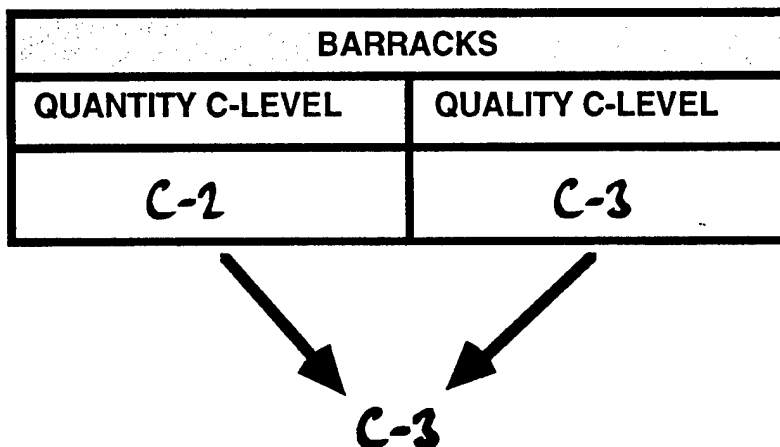 BARRACKS
QUANTITY C-LEVEL QUALITY C-LEVEL
C-2 C-3
C-3